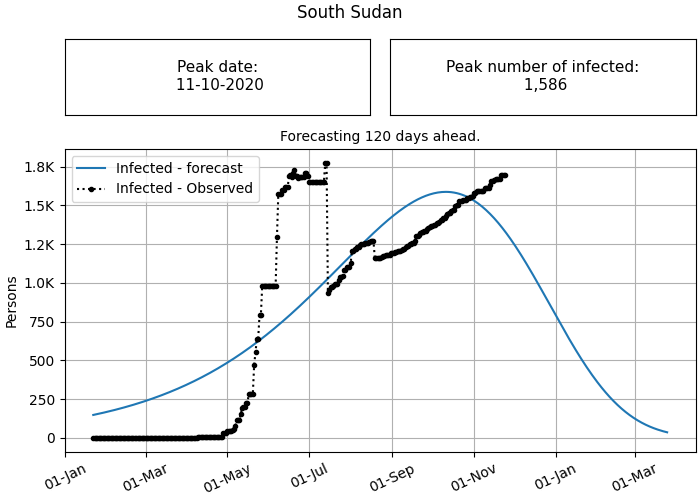 South Sudan
Peak date:
11-10-2020
Peak number of infected:
1,586
Forecasting 120 days ahead.
Infected - forecast
Infected - Observed
Persons
1.8K
1.5K
1.2K
1.0K
750
500
250
0
01-Jan
01-Mar
01-May
01-Jul
01-Sep
01-Nov
01-Jan
01-Mar